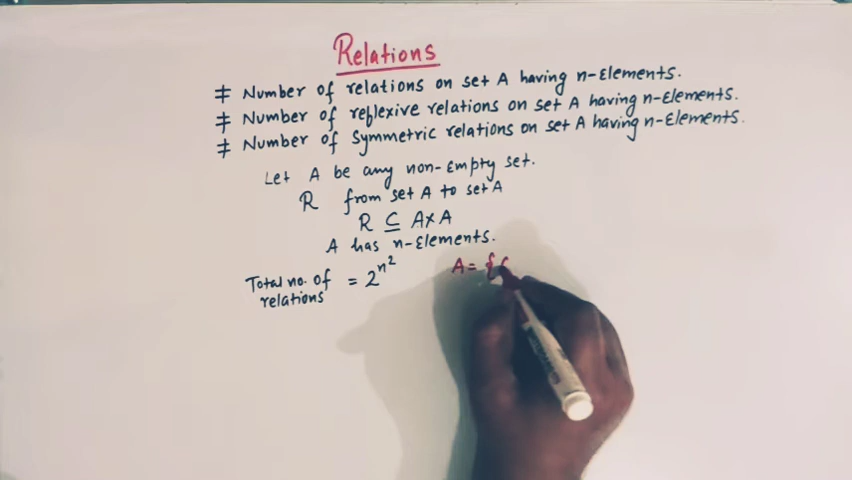 Relations
# Number of relations on set A having n-Elements.
# Number of reflexive relations on set A having n-Elements.
# Number of Symmetric relations on set A having n-Elements.
Let A be any non-Empty set.
R from set A to set A
R ⊆ A×A
A has n-Elements.
Total no. of relations = 2^n²
A = {